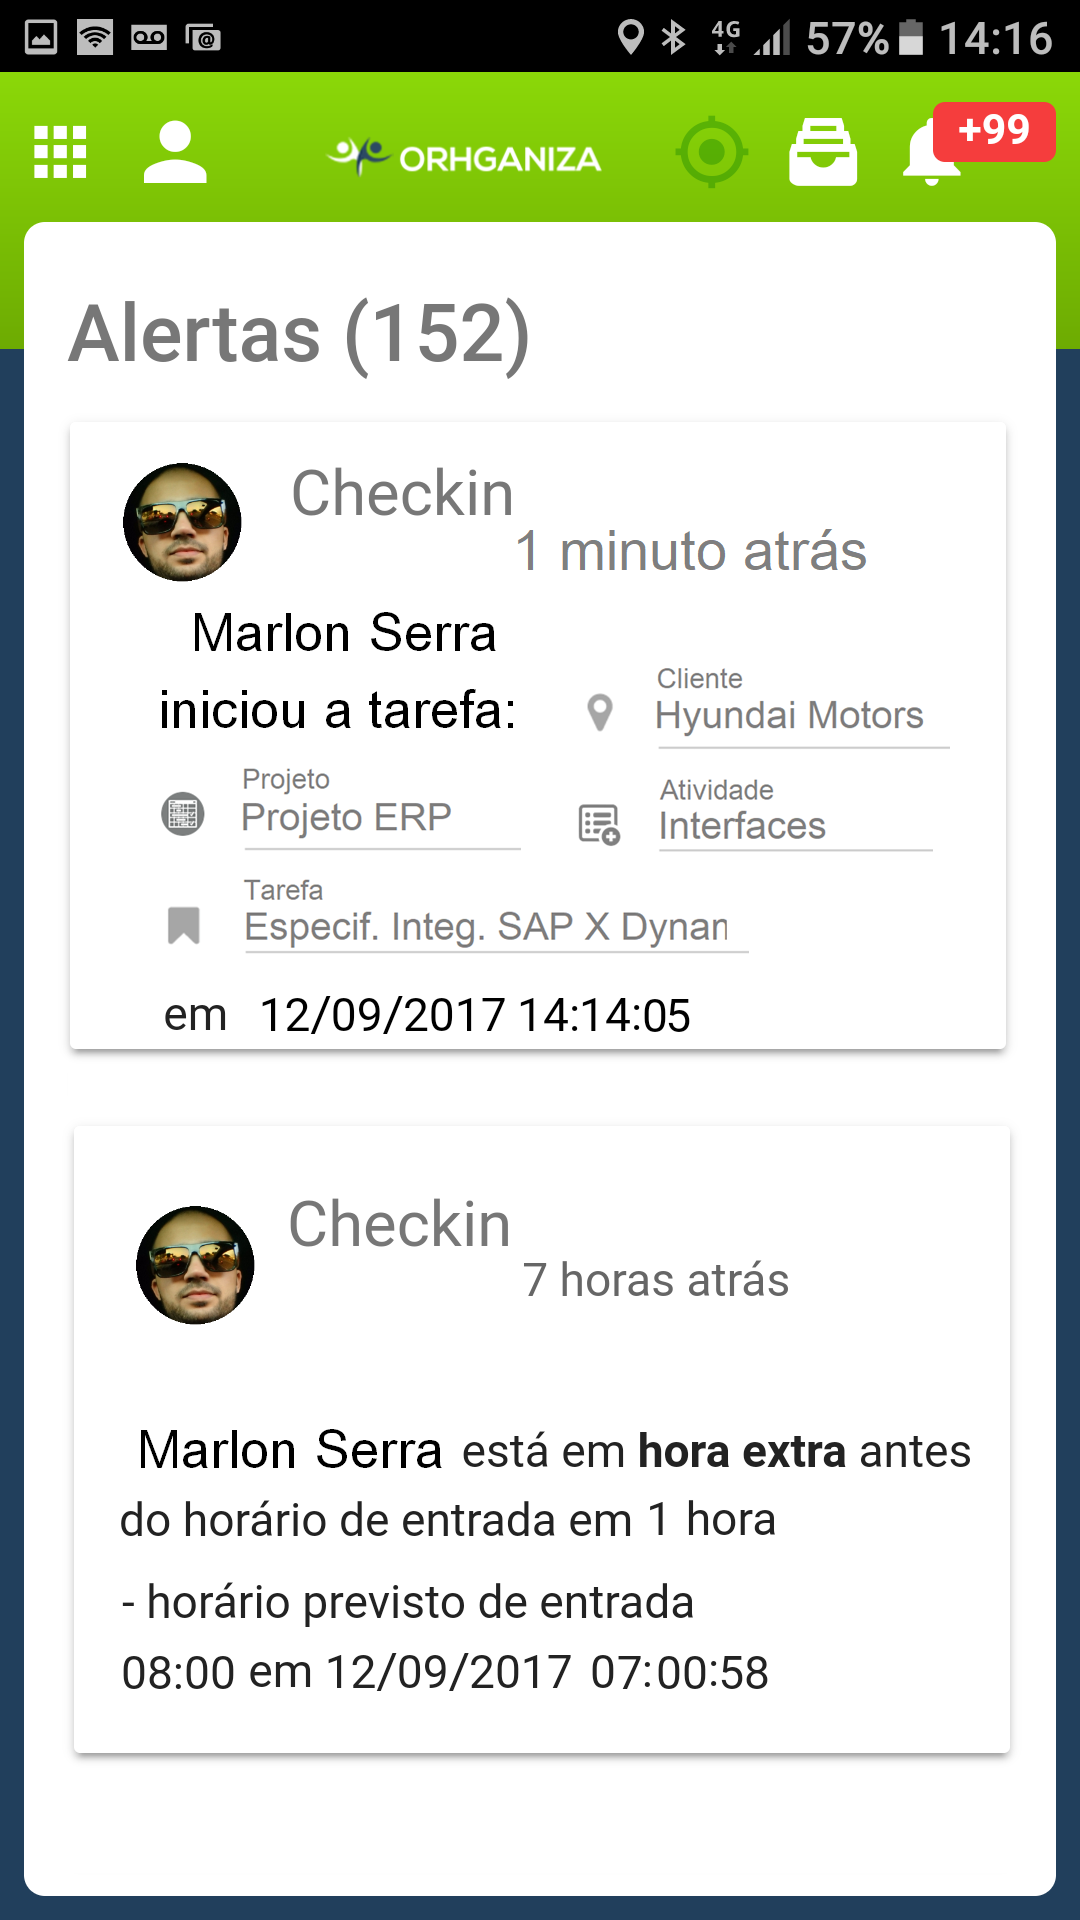 4G 57% 14:16
ORHGANIZA +99
Alertas (152)
Checkin
1 minuto atrás
Marlon Serra
iniciou a tarefa:
Cliente
Hyundai Motors
Projeto
Projeto ERP
Atividade
Interfaces
Tarefa
Especif. Integ. SAP X Dynan
em 12/09/2017 14:14:05
Checkin
7 horas atrás
Marlon Serra está em hora extra antes
do horário de entrada em 1 hora
- horário previsto de entrada
08:00 em 12/09/2017 07:00:58